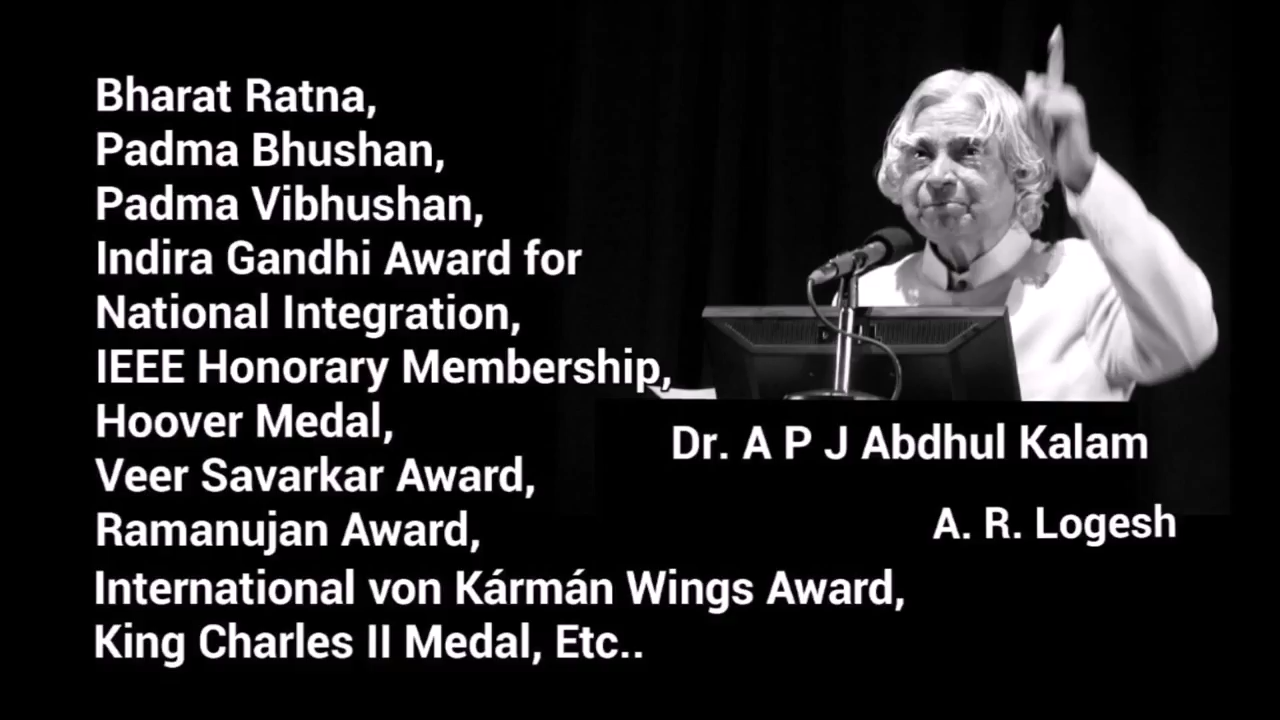 Bharat Ratna,
Padma Bhushan,
Padma Vibhushan,
Indira Gandhi Award for
National Integration,
IEEE Honorary Membership,
Hoover Medal,
Veer Savarkar Award,
Ramanujan Award,
International von Kármán Wings Award,
King Charles II Medal, Etc..
Dr. A P J Abdhul Kalam
A. R. Logesh